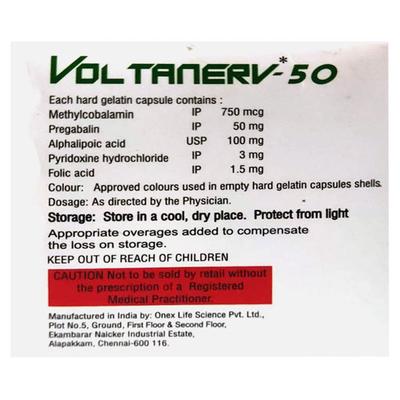 VOLTANERV*-50
Each hard gelatin capsule contains :
Methylcobalamin IP 750 mcg
Pregabalin IP 50 mg
Alphalipoic acid USP 100 mg
Pyridoxine hydrochloride IP 3 mg
Folic acid IP 1.5 mg
Colour: Approved colours used in empty hard gelatin capsules shells.
Dosage: As directed by the Physician.
Storage: Store in a cool, dry place. Protect from light
Appropriate overages added to compensate
the loss on storage.
KEEP OUT OF REACH OF CHILDREN
CAUTION Not to be sold by retail without
the prescription of a Registered
Medical Practitioner.
Manufactured in India by: Onex Life Science Pvt. Ltd.,
Plot No.5, Ground, First Floor & Second Floor,
Ekambarar Naicker Industrial Estate,
Alapakkam, Chennai-600 116.